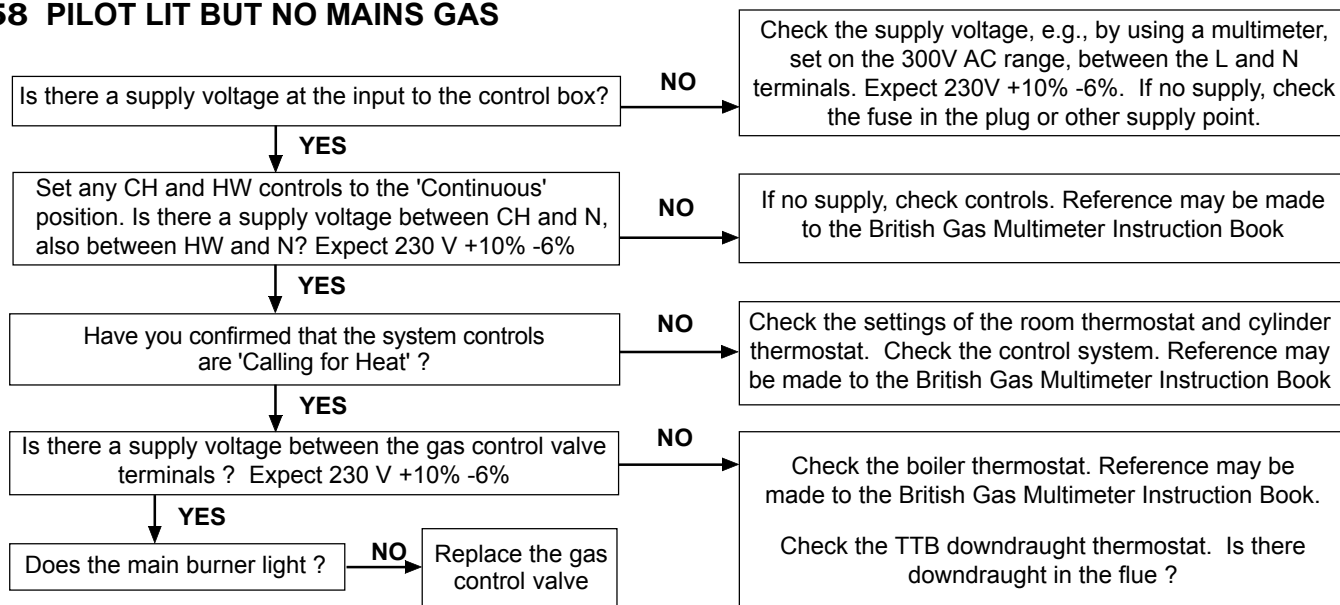 58 PILOT LIT BUT NO MAINS GAS
Is there a supply voltage at the input to the control box?
NO
Check the supply voltage, e.g., by using a multimeter,
set on the 300V AC range, between the L and N
terminals. Expect 230V +10% -6%. If no supply, check
the fuse in the plug or other supply point.
YES
Set any CH and HW controls to the 'Continuous'
position. Is there a supply voltage between CH and N,
also between HW and N? Expect 230 V +10% -6%
NO
If no supply, check controls. Reference may be made
to the British Gas Multimeter Instruction Book
YES
Have you confirmed that the system controls
are 'Calling for Heat' ?
NO
Check the settings of the room thermostat and cylinder
thermostat. Check the control system. Reference may
be made to the British Gas Multimeter Instruction Book
YES
Is there a supply voltage between the gas control valve
terminals ? Expect 230 V +10% -6%
NO
Check the boiler thermostat. Reference may be
made to the British Gas Multimeter Instruction Book.
Check the TTB downdraught thermostat. Is there
downdraught in the flue ?
YES
Does the main burner light ?
NO
Replace the gas
control valve